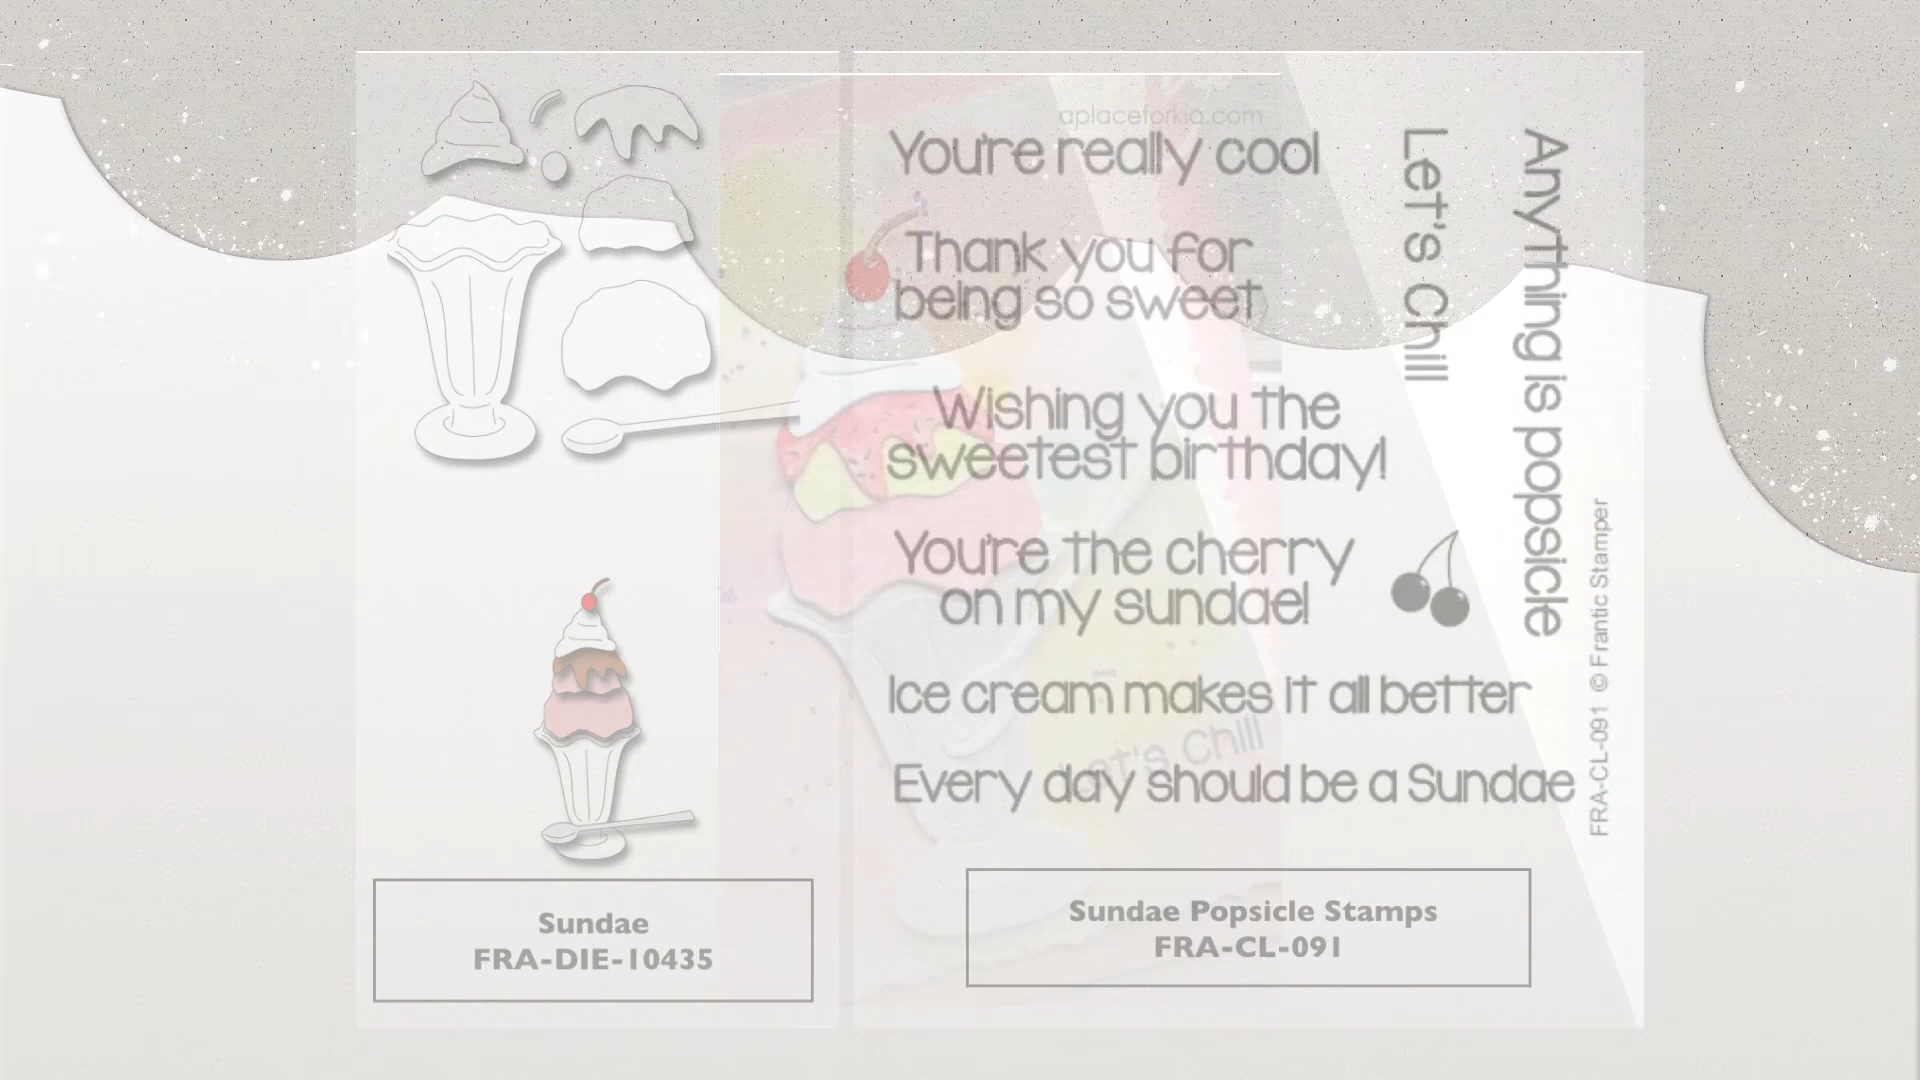 aplaceforkia.com
You're really cool
Thank you for
being so sweet
Wishing you the
sweetest birthday!
You're the cherry
on my sundae!
Ice cream makes it all better
Every day should be a Sundae
Let's Chill
Anything is popsicle
FRA-CL-091 © Frantic Stamper
Let's Chill
Sundae
FRA-DIE-10435
Sundae Popsicle Stamps
FRA-CL-091